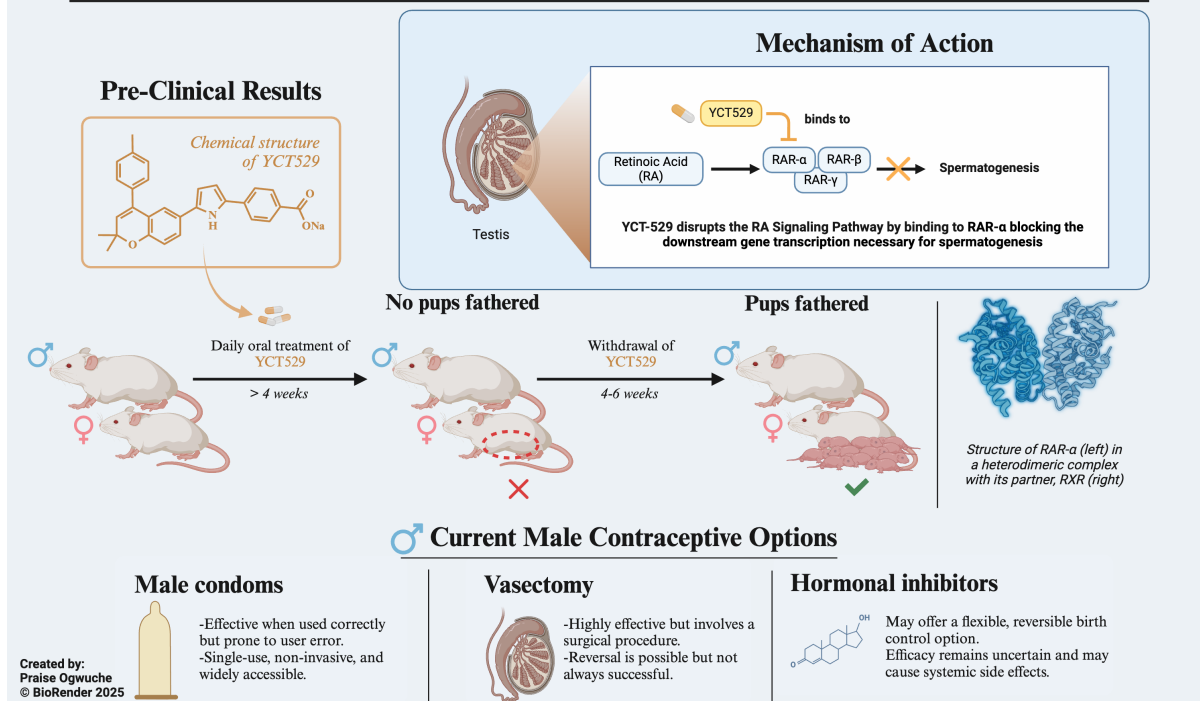 Mechanism of Action
YCT529
binds to
Retinoic Acid
(RA)
RAR-α
RAR-β
RAR-γ
Spermatogenesis
YCT-529 disrupts the RA Signaling Pathway by binding to RAR-α blocking the
downstream gene transcription necessary for spermatogenesis
Testis
Pre-Clinical Results
Chemical structure
of YCT529
O
N
H
O
ONa
Daily oral treatment of
YCT529
> 4 weeks
No pups fathered
Withdrawal of
YCT529
4-6 weeks
Pups fathered
Structure of RAR-α (left) in
a heterodimeric complex
with its partner, RXR (right)
Current Male Contraceptive Options
Male condoms
-Effective when used correctly
but prone to user error.
-Single-use, non-invasive, and
widely accessible.
Vasectomy
-Highly effective but involves a
surgical procedure.
-Reversal is possible but not
always successful.
Hormonal inhibitors
OH
O
May offer a flexible, reversible birth
control option.
Efficacy remains uncertain and may
cause systemic side effects.
Created by:
Praise Ogwuche
© BioRender 2025